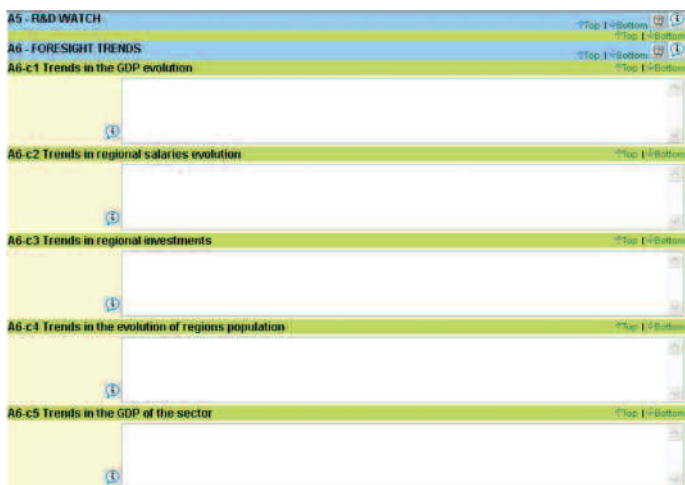 A5 - R&D WATCH
↑Top | ↓Bottom
↑Top | ↓Bottom
A6 - FORESIGHT TRENDS
↑Top | ↓Bottom
A6-c1 Trends in the GDP evolution ↑Top | ↓Bottom
A6-c2 Trends in regional salaries evolution ↑Top | ↓Bottom
A6-c3 Trends in regional investments ↑Top | ↓Bottom
A6-c4 Trends in the evolution of regions population ↑Top | ↓Bottom
A6-c5 Trends in the GDP of the sector ↑Top | ↓Bottom